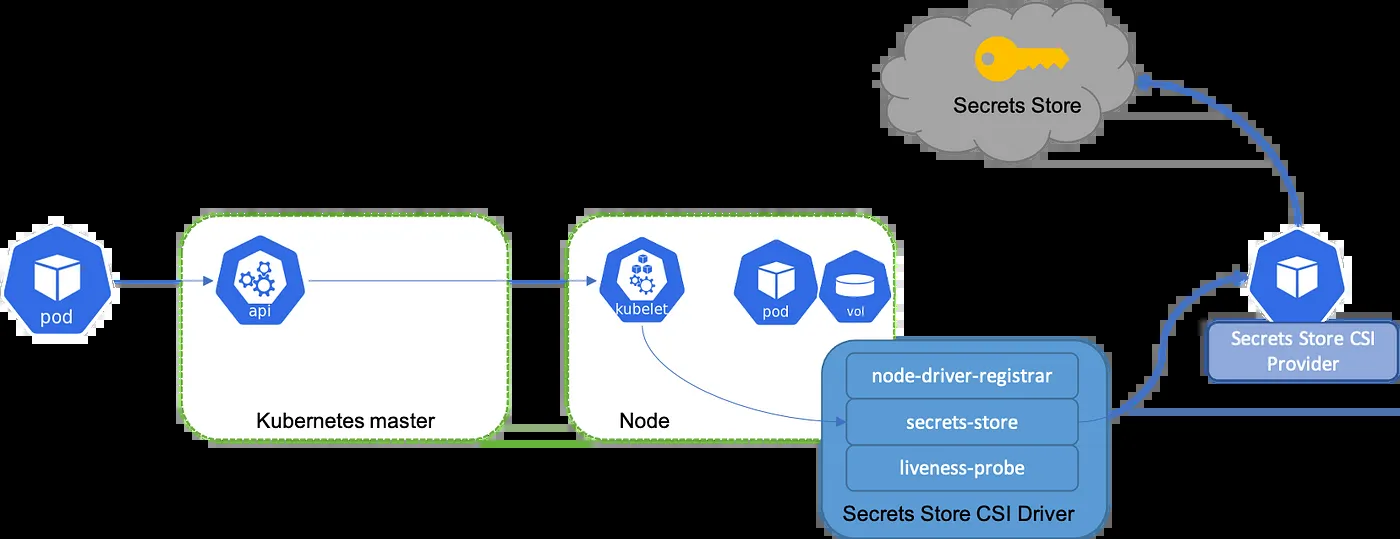 Secrets Store
pod
api
kubelet
pod
vol
Secrets Store CSI
Provider
Kubernetes master
Node
node-driver-registrar
secrets-store
liveness-probe
Secrets Store CSI Driver